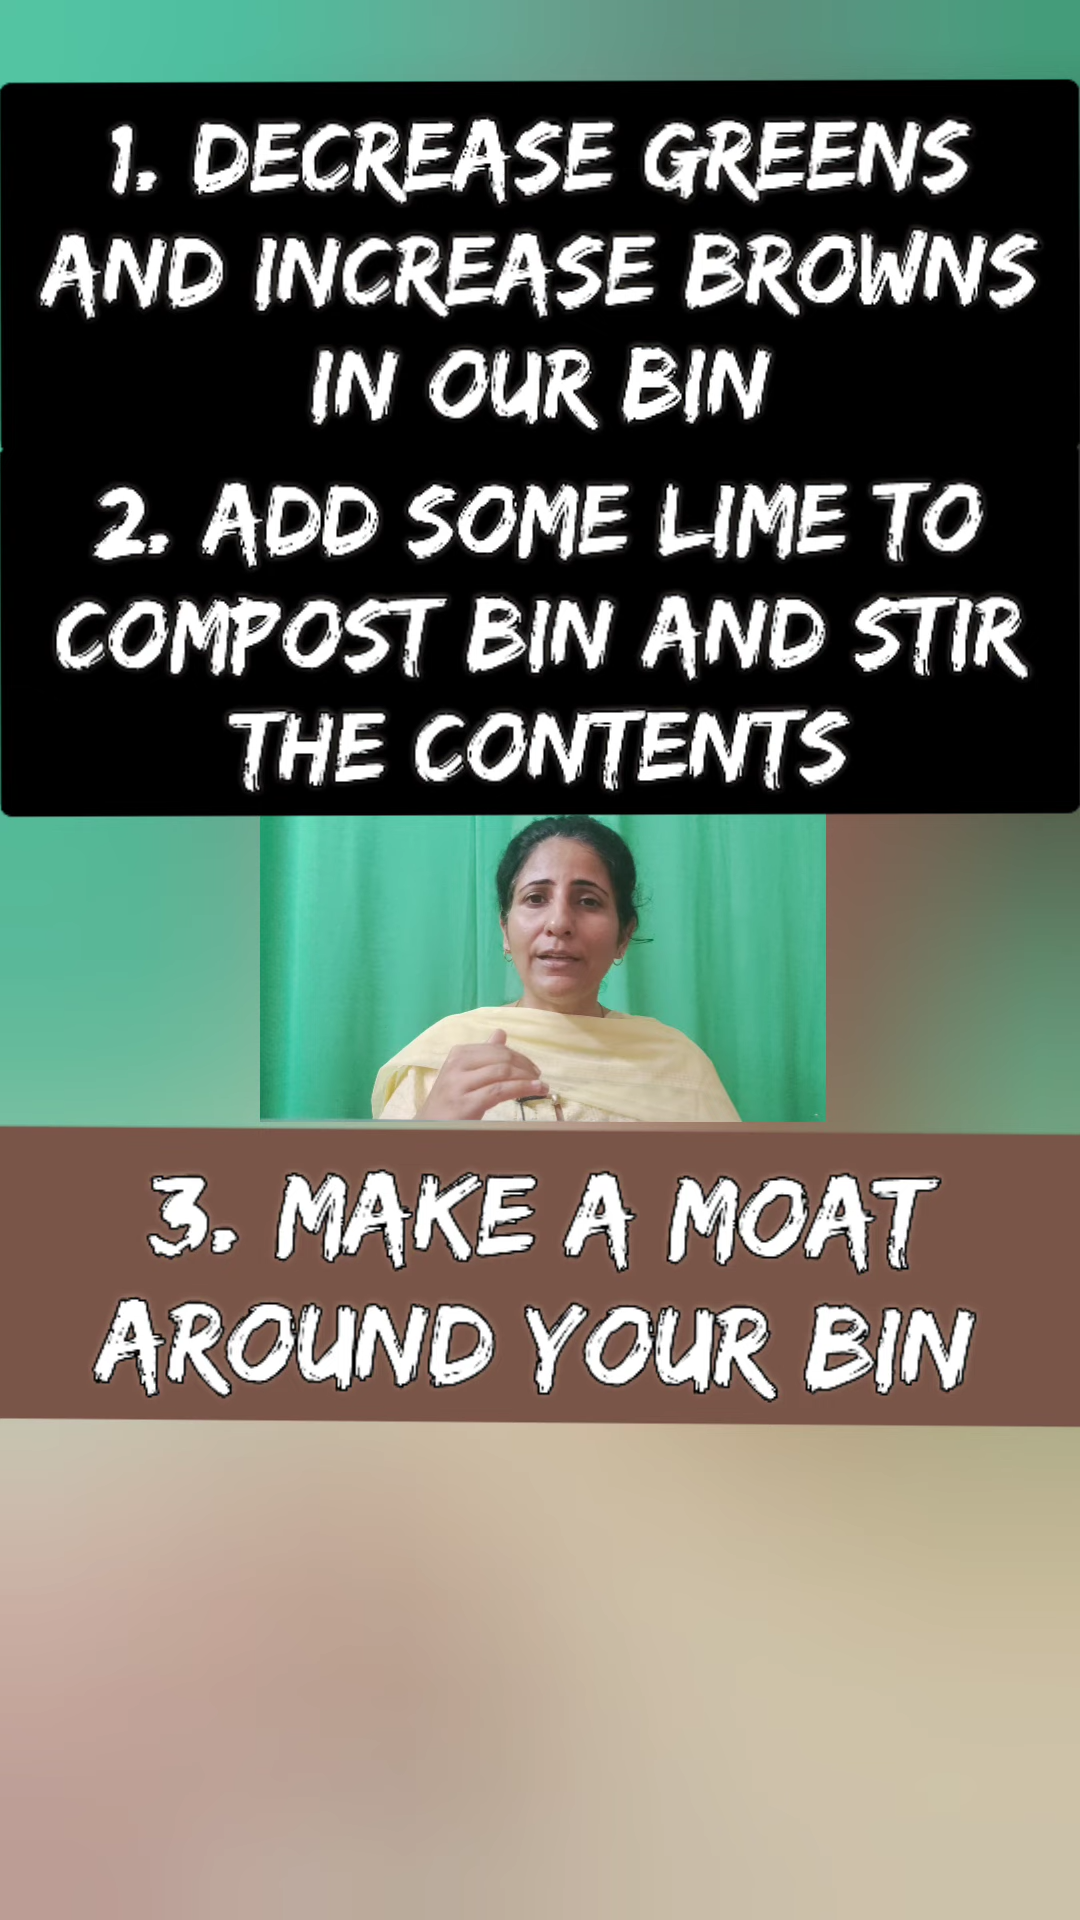 1. DECREASE GREENS
AND INCREASE BROWNS
IN OUR BIN
2. ADD SOME LIME TO
COMPOST BIN AND STIR
THE CONTENTS
3. MAKE A MOAT
AROUND YOUR BIN